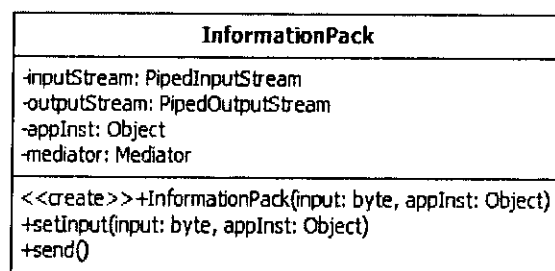 InformationPack
-inputStream: PipedInputStream
-outputStream: PipedOutputStream
-appInst: Object
-mediator: Mediator
<<create>>+InformationPack(input: byte, appInst: Object)
+setInput(input: byte, appInst: Object)
+send()